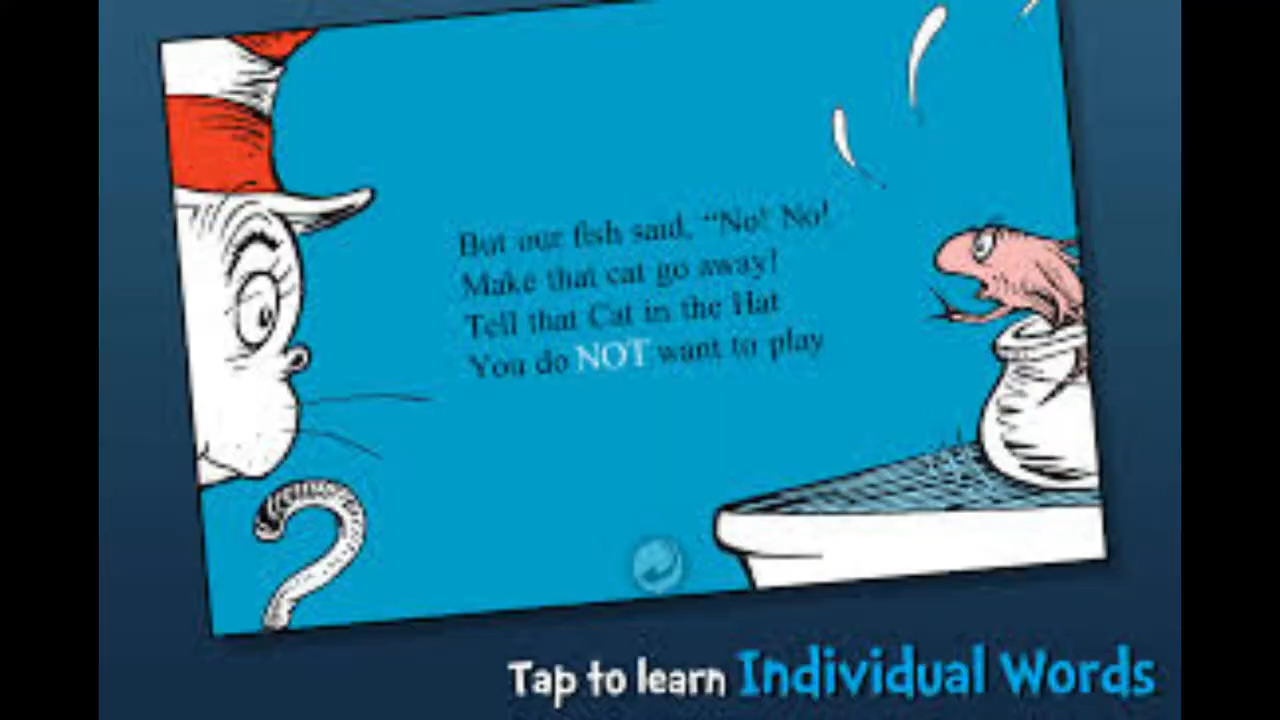 But our fish said, “No! No!
Make that cat go away!
Tell that Cat in the Hat
You do NOT want to play
Tap to learn Individual Words